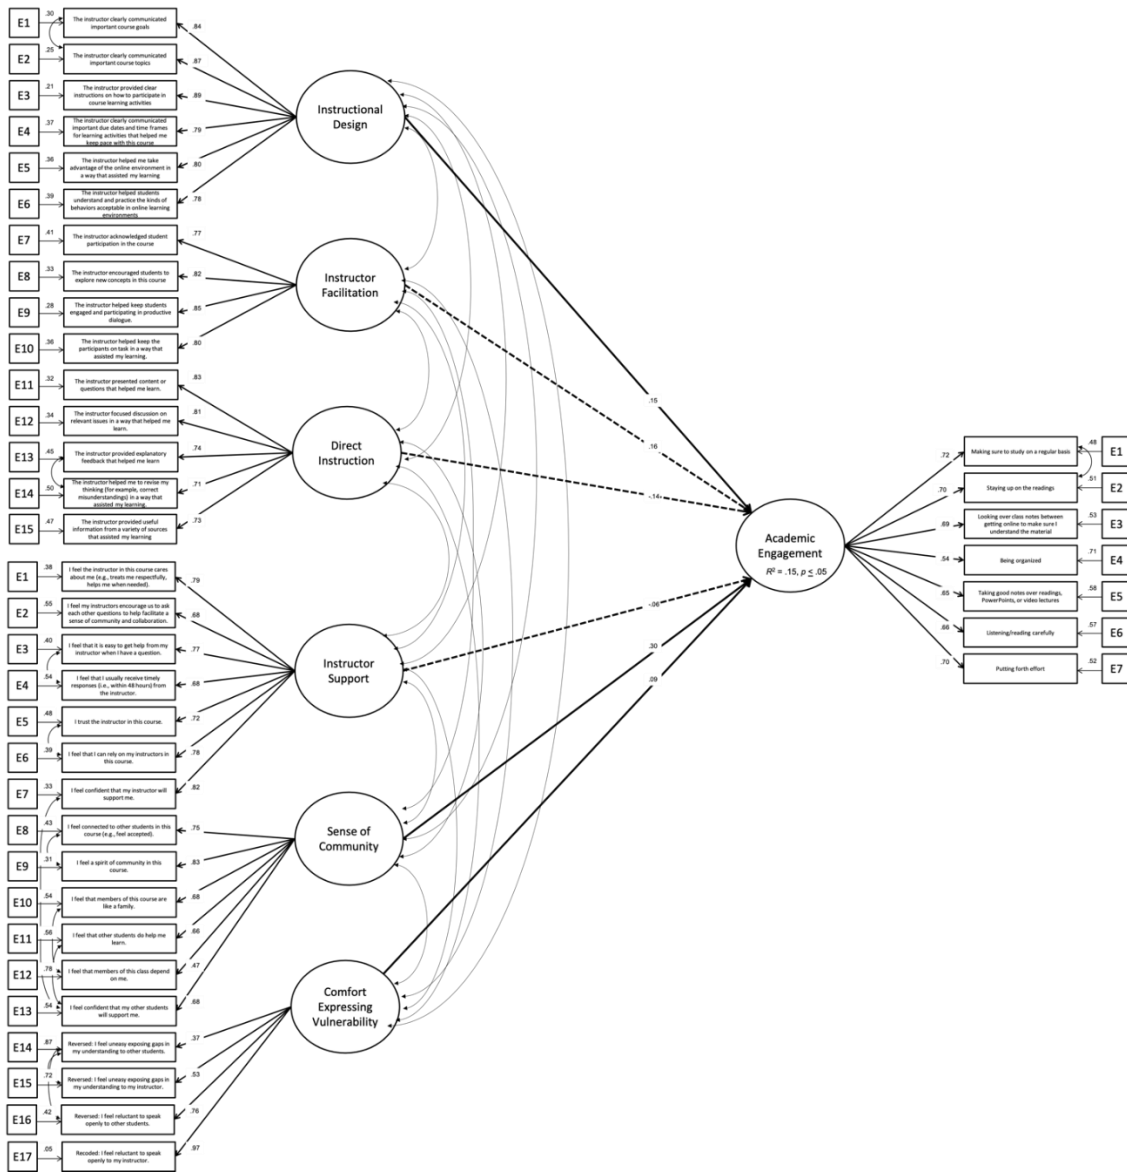 E1
.30
The instructor clearly communicated
important course goals
.84
E2
.25
The instructor clearly communicated
important course topics
.87
E3
.21
The instructor provided clear
instructions on how to participate in
course learning activities
.89
E4
.37
The instructor clearly communicated
important due dates and time frames
for learning activities that helped me
keep pace with this course
.79
E5
.36
The instructor helped me take
advantage of the online environment in
a way that assisted my learning
.80
E6
.39
The instructor helped students
understand and practice the kinds of
behaviors acceptable in online learning
environments
.78
Instructional
Design
E7
.41
The instructor acknowledged student
participation in the course
.77
E8
.33
The instructor encouraged students to
explore new concepts in this course
.82
E9
.28
The instructor helped keep students
engaged and participating in productive
dialogue.
.85
E10
.36
The instructor helped keep the
participants on task in a way that
assisted my learning.
.80
Instructor
Facilitation
E11
.32
The instructor presented content or
questions that helped me learn.
.83
E12
.34
The instructor focused discussion on
relevant issues in a way that helped me
learn.
.81
E13
.45
The instructor provided explanatory
feedback that helped me learn
.74
E14
.50
The instructor helped me to revise my
thinking (for example, correct
misunderstandings) in a way that
assisted my learning.
.71
E15
.47
The instructor provided useful
information from a variety of sources
that assisted my learning
.73
Direct
Instruction
E1
.38
I feel the instructor in this course cares
about me (e.g., treats me respectfully,
helps me when needed).
.79
E2
.55
I feel my instructors encourage us to ask
each other questions to help facilitate a
sense of community and collaboration.
.68
E3
.40
I feel that it is easy to get help from my
instructor when I have a question.
.77
E4
.54
I feel that I usually receive timely
responses (i.e., within 48 hours) from
the instructor.
.68
E5
.48
I trust the instructor in this course.
.72
E6
.39
I feel that I can rely on my instructors in
this course.
.78
E7
.33
I feel confident that my instructor will
support me.
.82
Instructor
Support
E8
.43
I feel connected to other students in this
course (e.g., feel accepted).
.75
E9
.31
I feel a spirit of community in this
course.
.83
E10
.54
I feel that members of this course are
like a family.
.68
E11
.56
I feel that other students do help me
learn.
.66
E12
.78
I feel that members of this class depend
on me.
.47
E13
.54
I feel confident that my other students
will support me.
.68
Sense of
Community
E14
.87
Reversed: I feel uneasy exposing gaps in
my understanding to other students.
.37
E15
.72
Reversed: I feel uneasy exposing gaps in
my understanding to my instructor.
.53
E16
.42
Reversed: I feel reluctant to speak
openly to other students.
.76
E17
.05
Recoded: I feel reluctant to speak
openly to my instructor.
.97
Comfort
Expressing
Vulnerability
.15
.16
-.14
-.06
.30
.09
Academic
Engagement
R² = .15, p ≤ .05
.72
Making sure to study on a regular basis
.48
E1
.70
Staying up on the readings
.51
E2
.69
Looking over class notes between
getting online to make sure I
understand the material
.53
E3
.54
Being organized
.71
E4
.65
Taking good notes over readings,
PowerPoints, or video lectures
.58
E5
.66
Listening/reading carefully
.57
E6
.70
Putting forth effort
.52
E7